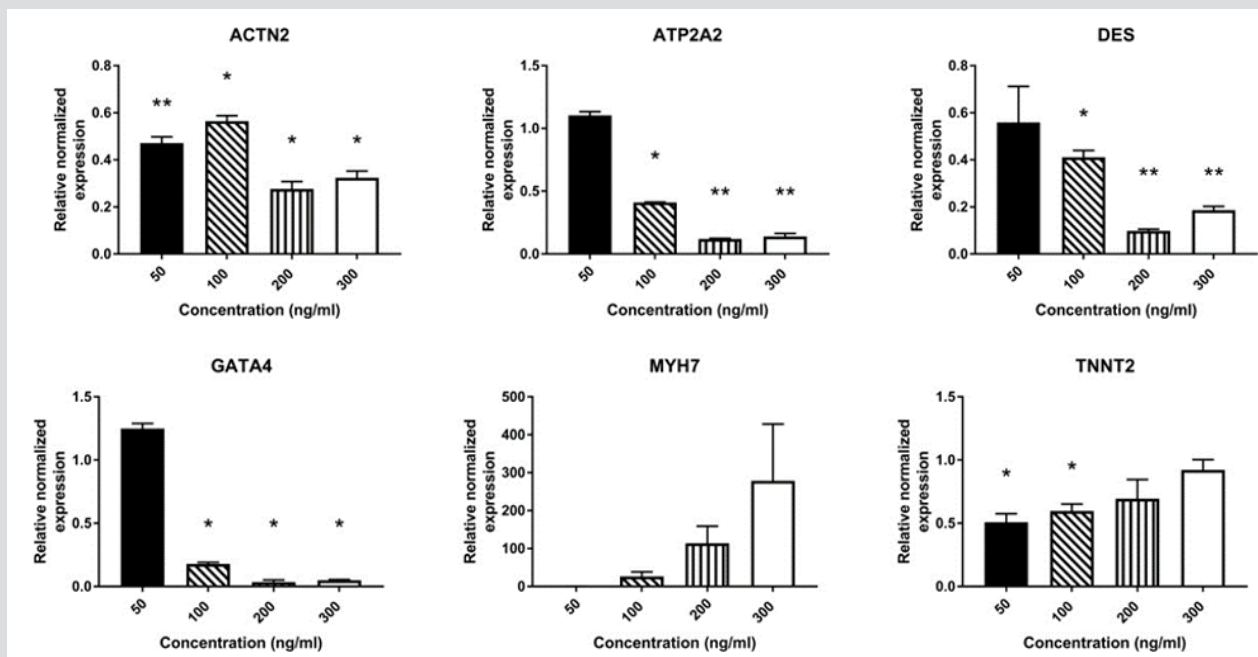 ACTN2
Relative normalized
expression
0.8
0.6
0.4
0.2
0.0
**
*
*
*
50
100
200
300
Concentration (ng/ml)
ATP2A2
Relative normalized
expression
1.5
1.0
0.5
0.0
*
**
**
50
100
200
300
Concentration (ng/ml)
DES
Relative normalized
expression
0.8
0.6
0.4
0.2
0.0
*
**
**
50
100
200
300
Concentration (ng/ml)
GATA4
Relative normalized
expression
1.5
1.0
0.5
0.0
*
*
*
50
100
200
300
Concentration (ng/ml)
MYH7
Relative normalized
expression
500
400
300
200
100
0
50
100
200
300
Concentration (ng/ml)
TNNT2
Relative normalized
expression
1.5
1.0
0.5
0.0
*
*
50
100
200
300
Concentration (ng/ml)